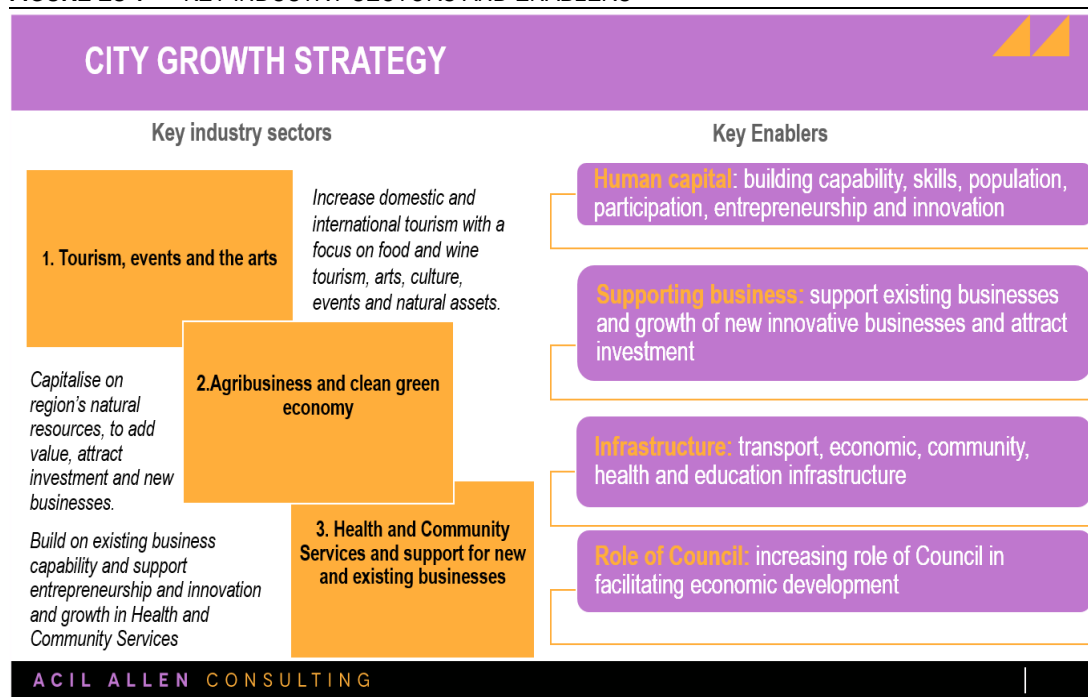 CITY GROWTH STRATEGY
Key industry sectors
1. Tourism, events and the arts
Increase domestic and
international tourism with a
focus on food and wine
tourism, arts, culture,
events and natural assets.
2.Agribusiness and clean green
economy
Capitalise on
region's natural
resources, to add
value, attract
investment and new
businesses.
3. Health and Community
Services and support for new
and existing businesses
Build on existing business
capability and support
entrepreneurship and innovation
and growth in Health and
Community Services
Key Enablers
Human capital: building capability, skills, population,
participation, entrepreneurship and innovation
Supporting business: support existing businesses
and growth of new innovative businesses and attract
investment
Infrastructure: transport, economic, community,
health and education infrastructure
Role of Council: increasing role of Council in
facilitating economic development
ACIL ALLEN CONSULTING